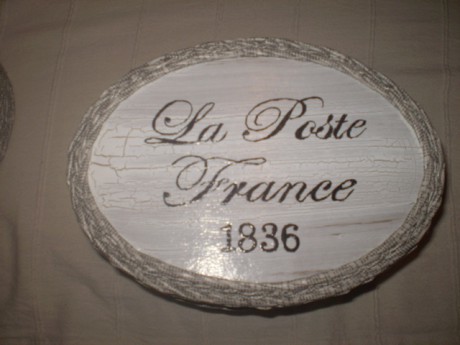 La Poste
France
1836